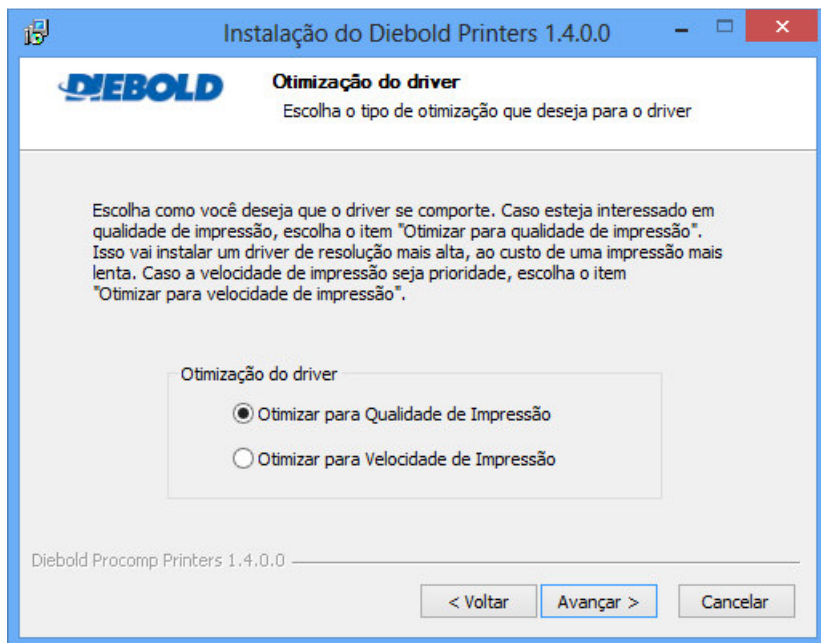 Instalação do Diebold Printers 1.4.0.0
DIEBOLD
Otimização do driver
Escolha o tipo de otimização que deseja para o driver
Escolha como você deseja que o driver se comporte. Caso esteja interessado em
qualidade de impressão, escolha o item "Otimizar para qualidade de impressão".
Isso vai instalar um driver de resolução mais alta, ao custo de uma impressão mais
lenta. Caso a velocidade de impressão seja prioridade, escolha o item
"Otimizar para velocidade de impressão".
Otimização do driver
Otimizar para Qualidade de Impressão
Otimizar para Velocidade de Impressão
Diebold Procomp Printers 1.4.0.0
< Voltar Avançar > Cancelar